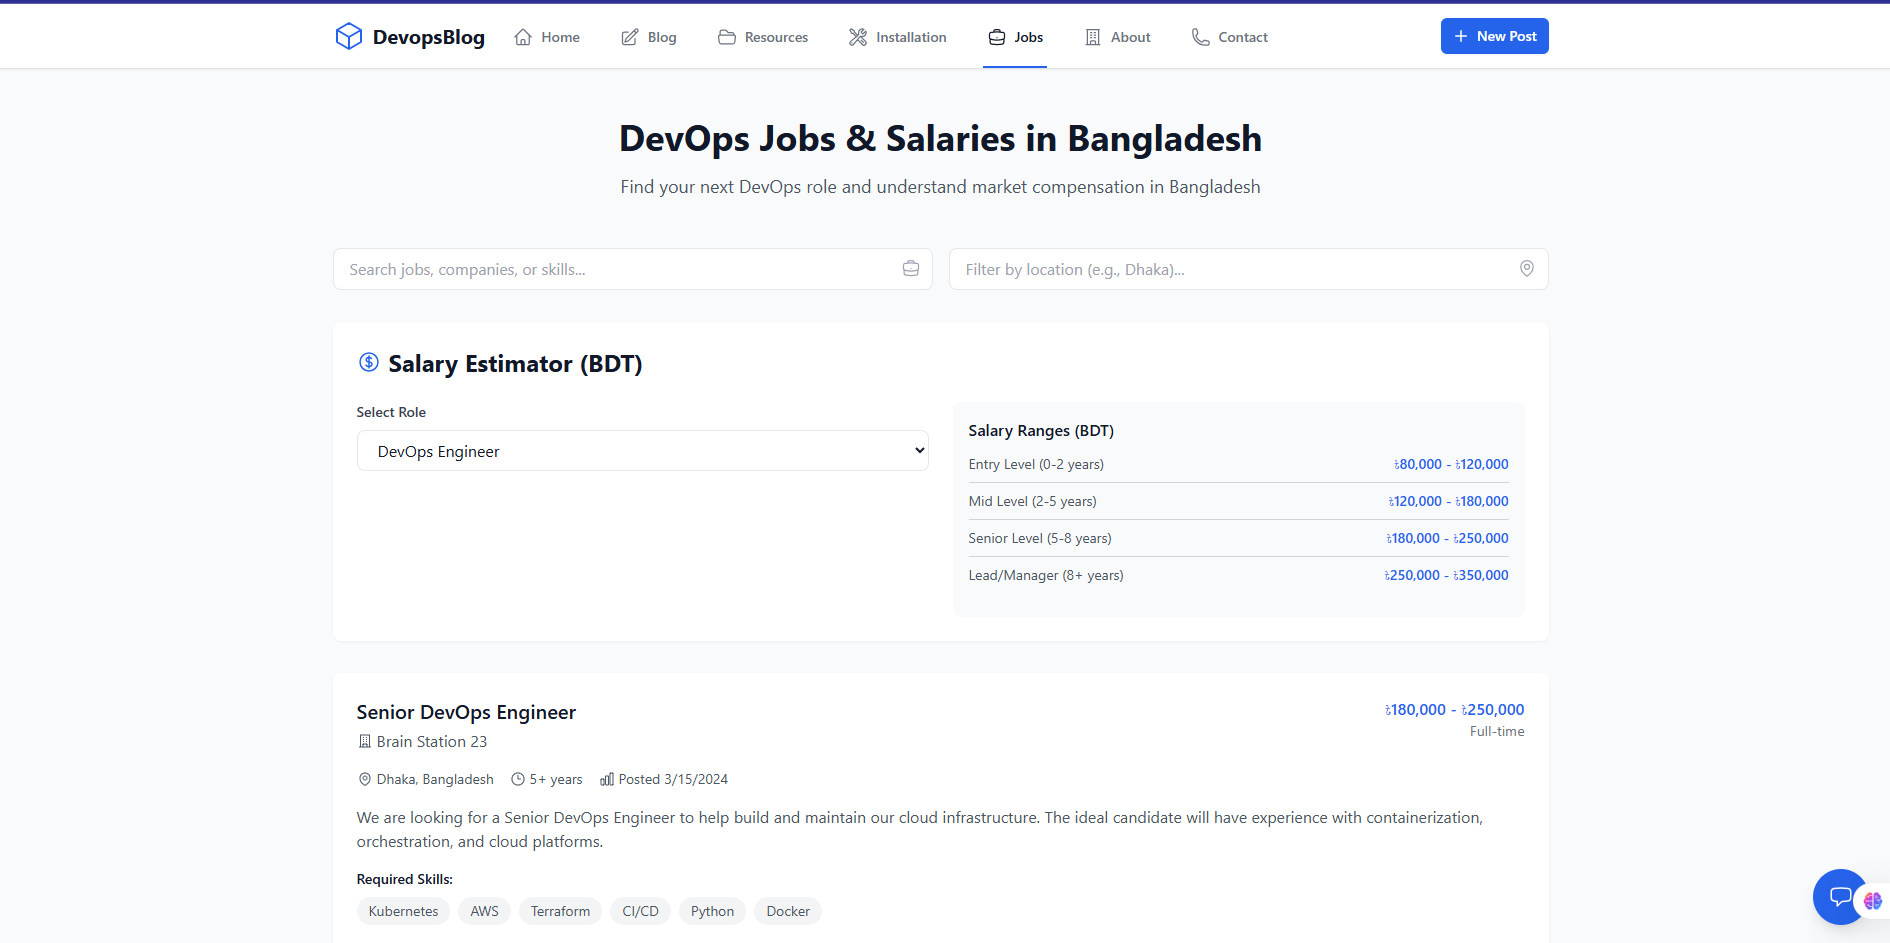 DevopsBlog Home Blog Resources Installation Jobs About Contact New Post
DevOps Jobs & Salaries in Bangladesh
Find your next DevOps role and understand market compensation in Bangladesh
Search jobs, companies, or skills...
Filter by location (e.g., Dhaka)...
Salary Estimator (BDT)
Select Role
DevOps Engineer
Salary Ranges (BDT)
Entry Level (0-2 years) ৳80,000 - ৳120,000
Mid Level (2-5 years) ৳120,000 - ৳180,000
Senior Level (5-8 years) ৳180,000 - ৳250,000
Lead/Manager (8+ years) ৳250,000 - ৳350,000
Senior DevOps Engineer
৳180,000 - ৳250,000
Brain Station 23
Full-time
Dhaka, Bangladesh 5+ years Posted 3/15/2024
We are looking for a Senior DevOps Engineer to help build and maintain our cloud infrastructure. The ideal candidate will have experience with containerization,
orchestration, and cloud platforms.
Required Skills:
Kubernetes AWS Terraform CI/CD Python Docker